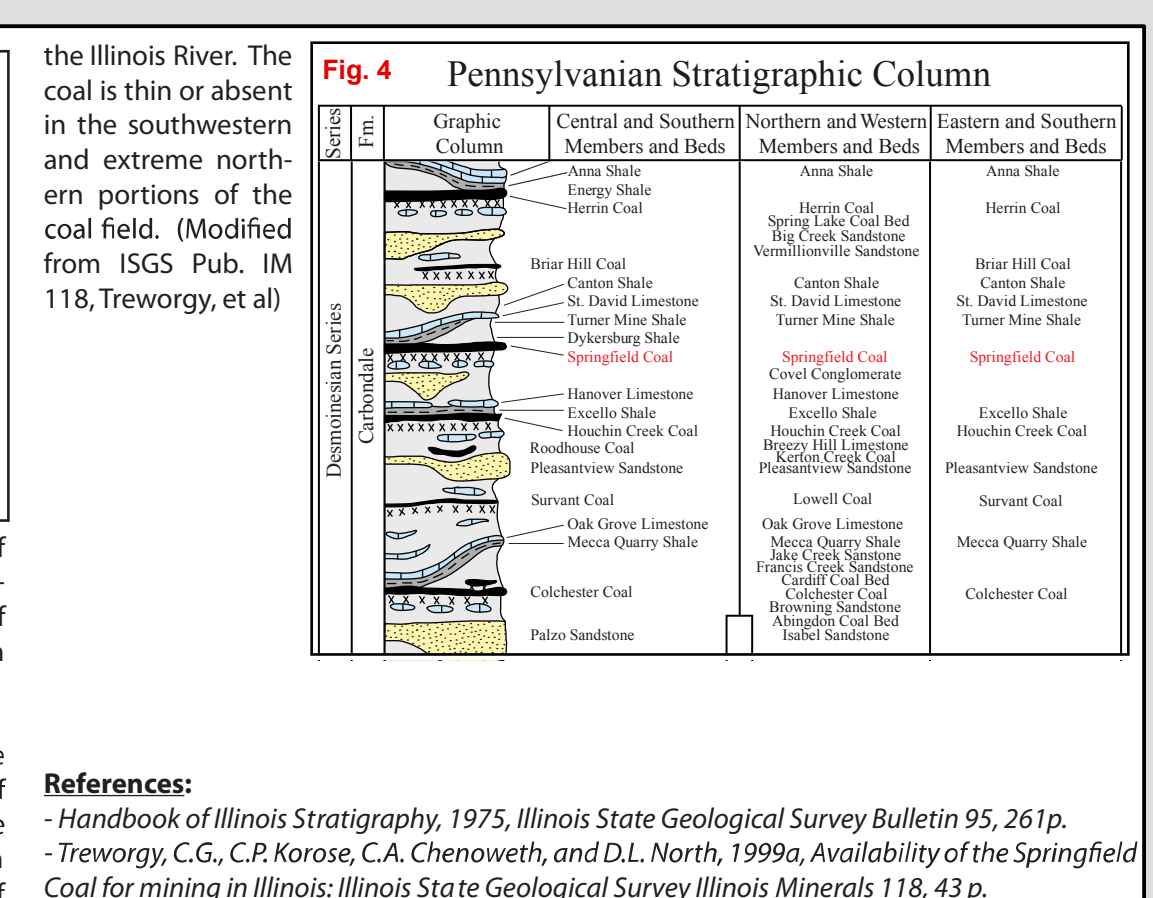 the Illinois River. The
coal is thin or absent
in the southwestern
and extreme north-
ern portions of the
coal field. (Modified
from ISGS Pub. IM
118, Treworgy, et al)
Fig. 4
Pennsylvanian Stratigraphic Column
Series
Fm.
Graphic
Column
Central and Southern
Members and Beds
Northern and Western
Members and Beds
Eastern and Southern
Members and Beds
Desmoinesian Series
Carbondale
Anna Shale
Energy Shale
Herrin Coal
Briar Hill Coal
Canton Shale
St. David Limestone
Turner Mine Shale
Dykersburg Shale
Springfield Coal
Hanover Limestone
Excello Shale
Houchin Creek Coal
Roodhouse Coal
Pleasantview Sandstone
Survant Coal
Oak Grove Limestone
Mecca Quarry Shale
Colchester Coal
Palzo Sandstone
Anna Shale
Herrin Coal
Spring Lake Coal Bed
Big Creek Sandstone
Vermillionville Sandstone
Canton Shale
St. David Limestone
Turner Mine Shale
Springfield Coal
Covel Conglomerate
Hanover Limestone
Excello Shale
Houchin Creek Coal
Breezy Hill Limestone
Kerton Creek Coal
Pleasantview Sandstone
Lowell Coal
Oak Grove Limestone
Mecca Quarry Shale
Jake Creek Sanstone
Francis Creek Sandstone
Cardiff Coal Bed
Colchester Coal
Browning Sandstone
Abingdon Coal Bed
Isabel Sandstone
Anna Shale
Herrin Coal
Briar Hill Coal
Canton Shale
St. David Limestone
Turner Mine Shale
Springfield Coal
Excello Shale
Houchin Creek Coal
Pleasantview Sandstone
Survant Coal
Mecca Quarry Shale
Colchester Coal
References:
- Handbook of Illinois Stratigraphy, 1975, Illinois State Geological Survey Bulletin 95, 261p.
- Treworgy, C.G., C.P. Korose, C.A. Chenoweth, and D.L. North, 1999a, Availability of the Springfield
Coal for mining in Illinois: Illinois State Geological Survey Illinois Minerals 118, 43 p.